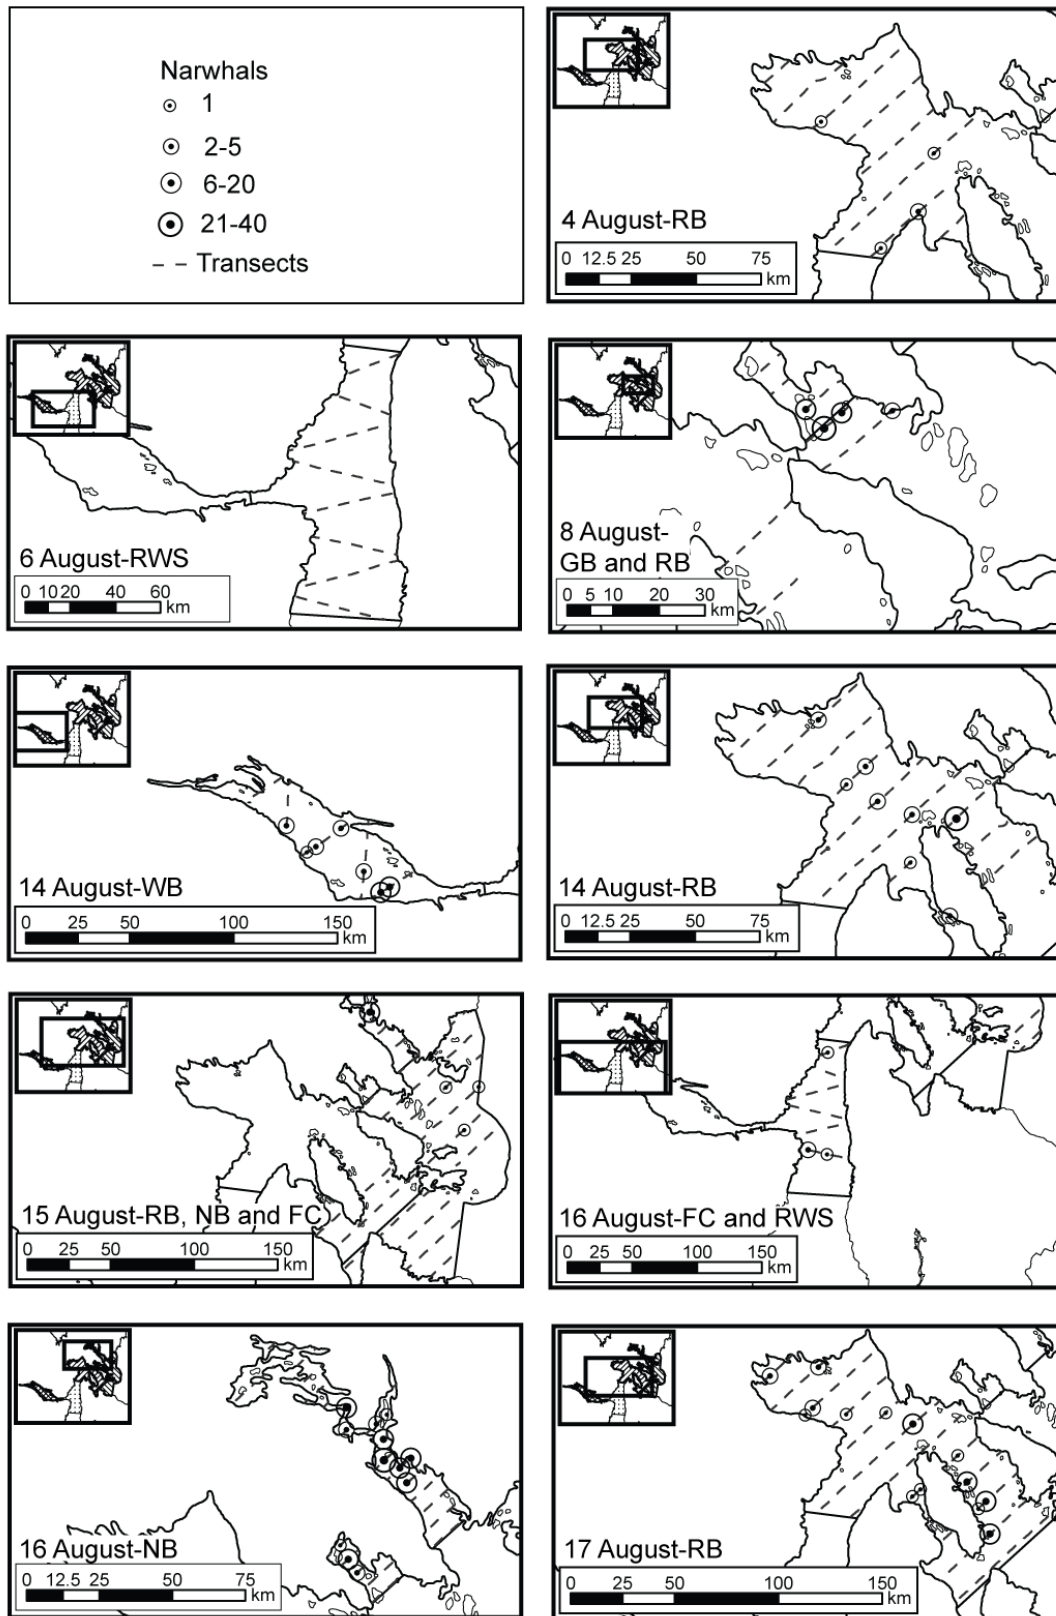 Narwhals
1
2-5
6-20
21-40
Transects
4 August-RB
0 12.5 25 50 75
km
6 August-RWS
0 10 20 40 60
km
8 August-
GB and RB
0 5 10 20 30
km
14 August-WB
0 25 50 100 150
km
14 August-RB
0 12.5 25 50 75
km
15 August-RB, NB and FC
0 25 50 100 150
km
16 August-FC and RWS
0 25 50 100 150
km
16 August-NB
0 12.5 25 50 75
km
17 August-RB
0 25 50 100 150
km